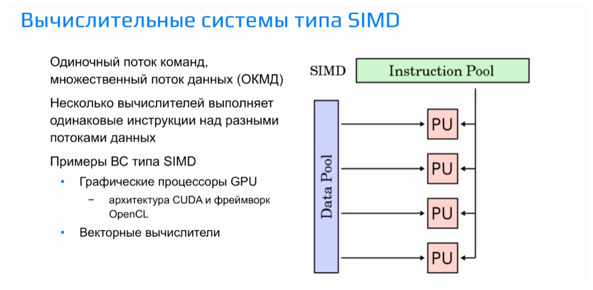 Вычислительные системы типа SIMD
Одиночный поток команд,
множественный поток данных (ОКМД)
Несколько вычислителей выполняет
одинаковые инструкции над разными
потоками данных
Примеры ВС типа SIMD
• Графические процессоры GPU
– архитектура CUDA и фреймворк
OpenCL
• Векторные вычислители
SIMD
Instruction Pool
Data Pool
PU
PU
PU
PU